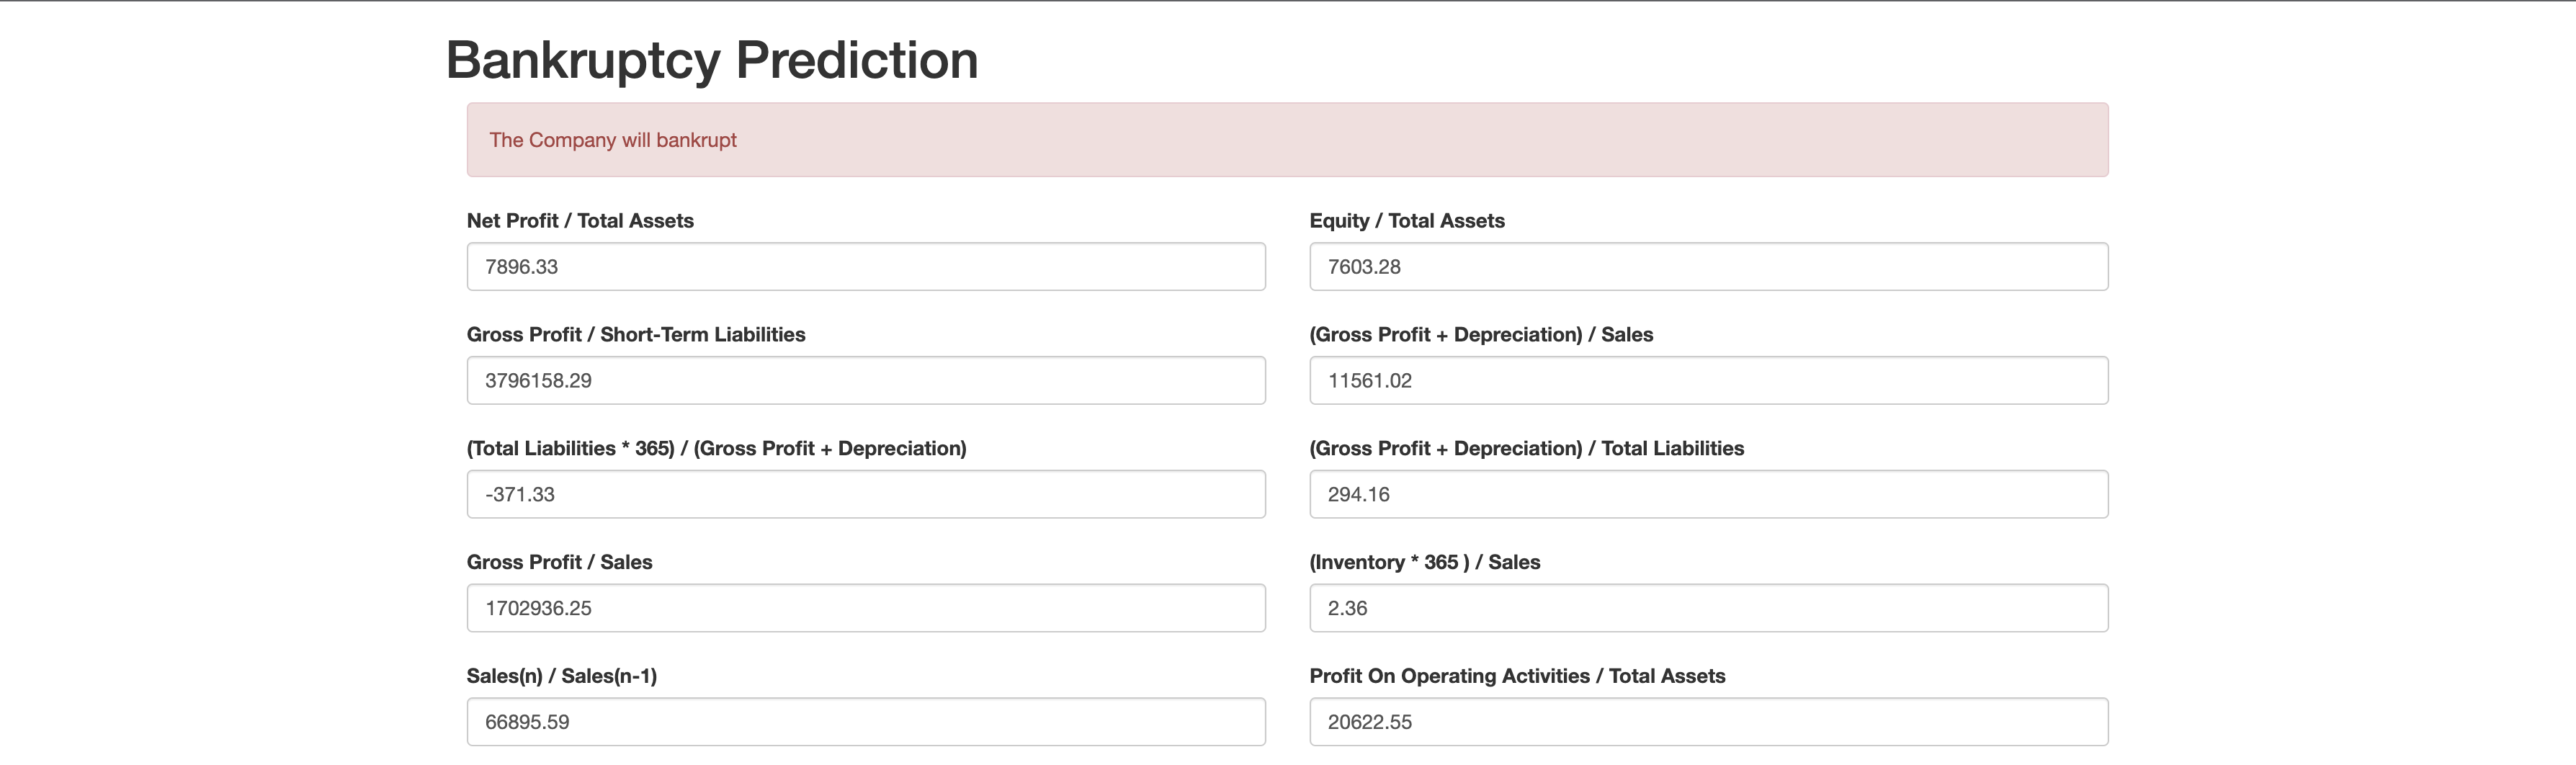 Bankruptcy Prediction
The Company will bankrupt
Net Profit / Total Assets
Equity / Total Assets
7896.33
7603.28
Gross Profit / Short-Term Liabilities
(Gross Profit + Depreciation) / Sales
3796158.29
11561.02
(Total Liabilities * 365) / (Gross Profit + Depreciation)
(Gross Profit + Depreciation) / Total Liabilities
-371.33
294.16
Gross Profit / Sales
(Inventory * 365 ) / Sales
1702936.25
2.36
Sales(n) / Sales(n-1)
Profit On Operating Activities / Total Assets
66895.59
20622.55